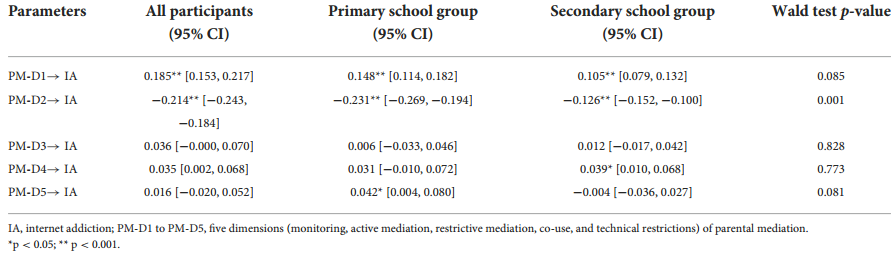 Parameters All participants Primary school group Secondary school group Wald test p-value
(95% CI) (95% CI) (95% CI)
PM-D1→ IA 0.185** [0.153, 0.217] 0.148** [0.114, 0.182] 0.105** [0.079, 0.132] 0.085
PM-D2→ IA −0.214** [−0.243, −0.231** [−0.269, −0.194] −0.126** [−0.152, −0.100] 0.001
−0.184]
PM-D3→ IA 0.036 [−0.000, 0.070] 0.006 [−0.033, 0.046] 0.012 [−0.017, 0.042] 0.828
PM-D4→ IA 0.035 [0.002, 0.068] 0.031 [−0.010, 0.072] 0.039* [0.010, 0.068] 0.773
PM-D5→ IA 0.016 [−0.020, 0.052] 0.042* [0.004, 0.080] −0.004 [−0.036, 0.027] 0.081
IA, internet addiction; PM-D1 to PM-D5, five dimensions (monitoring, active mediation, restrictive mediation, co-use, and technical restrictions) of parental mediation.
*p < 0.05; ** p < 0.001.